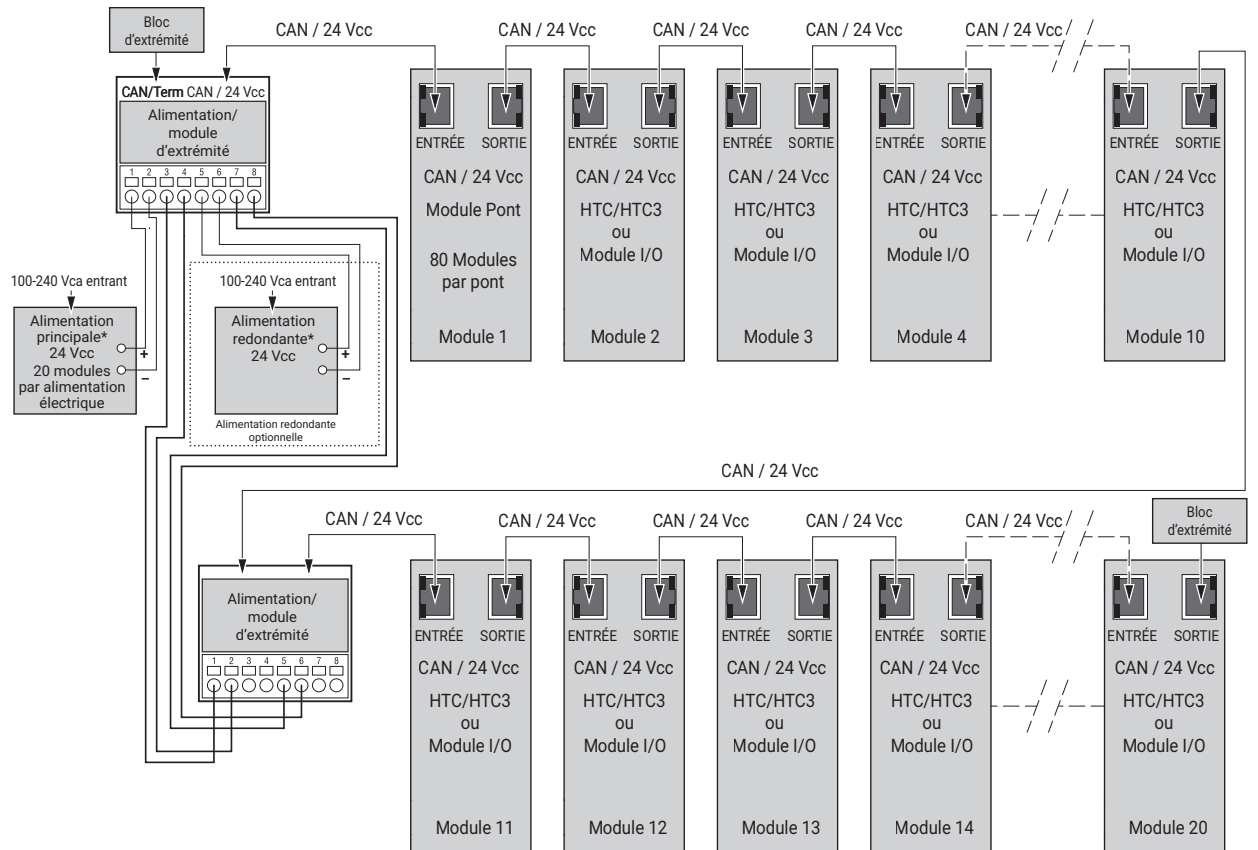 Bloc
d'extrémité
CAN / 24 Vcc
CAN / 24 Vcc
CAN / 24 Vcc
CAN / 24 Vcc
CAN / 24 Vcc
CAN/Term CAN / 24 Vcc
Alimentation/
module
d'extrémité
1 2 3 4 5 6 7 8
ENTRÉE SORTIE
CAN / 24 Vcc
Module Pont
80 Modules
par pont
Module 1
ENTRÉE SORTIE
CAN / 24 Vcc
HTC/HTC3
ou
Module I/O
Module 2
ENTRÉE SORTIE
CAN / 24 Vcc
HTC/HTC3
ou
Module I/O
Module 3
ENTRÉE SORTIE
CAN / 24 Vcc
HTC/HTC3
ou
Module I/O
Module 4
ENTRÉE SORTIE
CAN / 24 Vcc
HTC/HTC3
ou
Module I/O
Module 10
100-240 Vca entrant
Alimentation
principale*
24 Vcc
20 modules
par alimentation
électrique
+
–
100-240 Vca entrant
Alimentation
redondante*
24 Vcc
+
–
Alimentation redondante
optionnelle
CAN / 24 Vcc
CAN / 24 Vcc
CAN / 24 Vcc
CAN / 24 Vcc
CAN / 24 Vcc
CAN / 24 Vcc
Bloc
d'extrémité
Alimentation/
module
d'extrémité
1 2 3 4 5 6 7 8
ENTRÉE SORTIE
CAN / 24 Vcc
HTC/HTC3
ou
Module I/O
Module 11
ENTRÉE SORTIE
CAN / 24 Vcc
HTC/HTC3
ou
Module I/O
Module 12
ENTRÉE SORTIE
CAN / 24 Vcc
HTC/HTC3
ou
Module I/O
Module 13
ENTRÉE SORTIE
CAN / 24 Vcc
HTC/HTC3
ou
Module I/O
Module 14
ENTRÉE SORTIE
CAN / 24 Vcc
HTC/HTC3
ou
Module I/O
Module 20